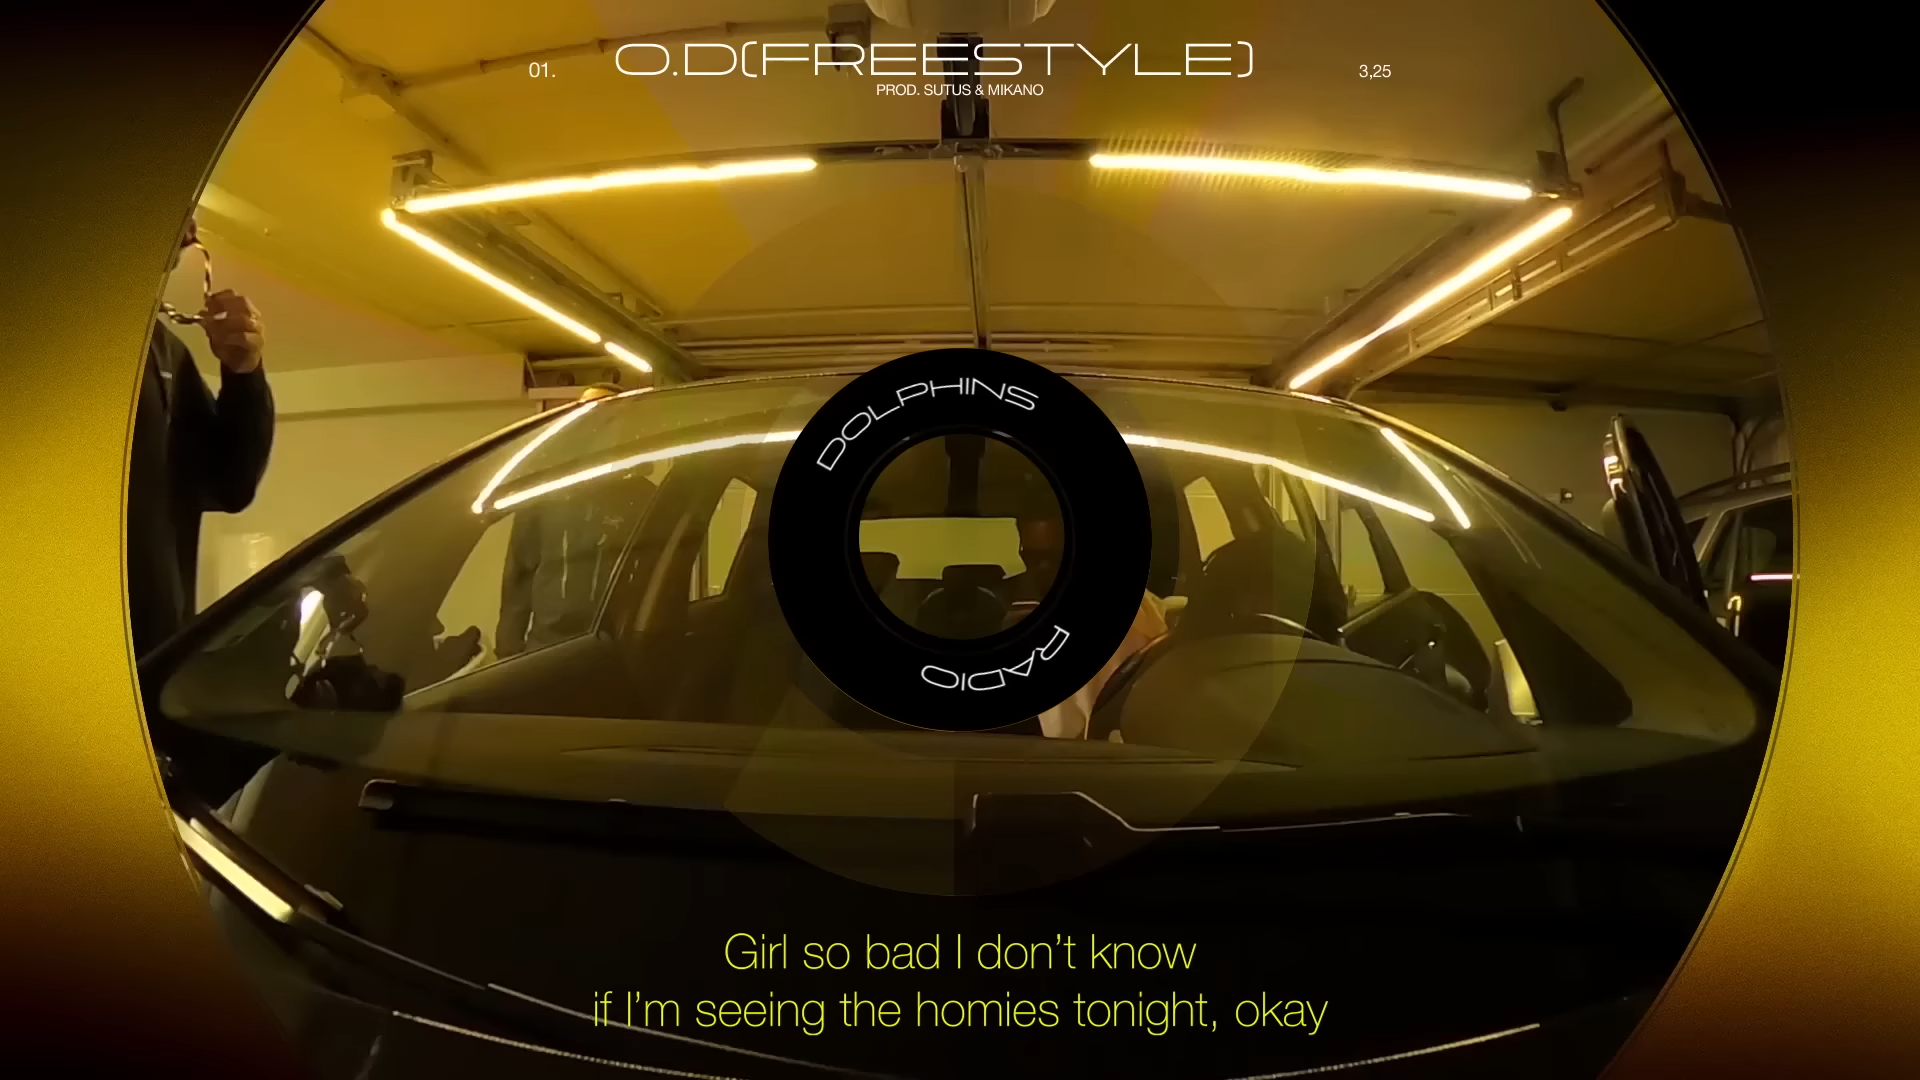 01.
O.D(FREESTYLE)
3,25
PROD. SUTUS & MIKANO
DOLPHINS
RADIO
Girl so bad I don’t know
if I’m seeing the homies tonight, okay